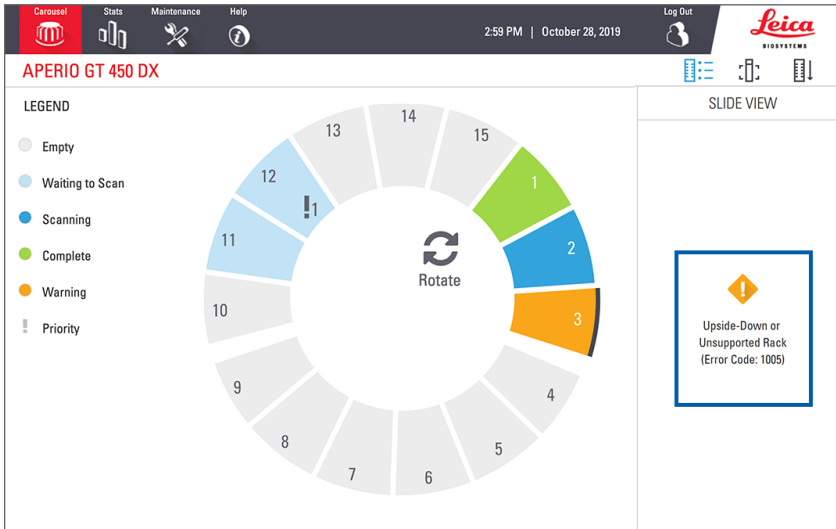 Carousel
Stats
Maintenance
Help
2:59 PM | October 28, 2019
Log Out
Leica
BIOSYSTEMS
APERIO GT 450 DX
LEGEND
Empty
Waiting to Scan
Scanning
Complete
Warning
! Priority
1
2
3
4
5
6
7
8
9
10
11
12
!1
13
14
15
Rotate
SLIDE VIEW
!
Upside-Down or
Unsupported Rack
(Error Code: 1005)